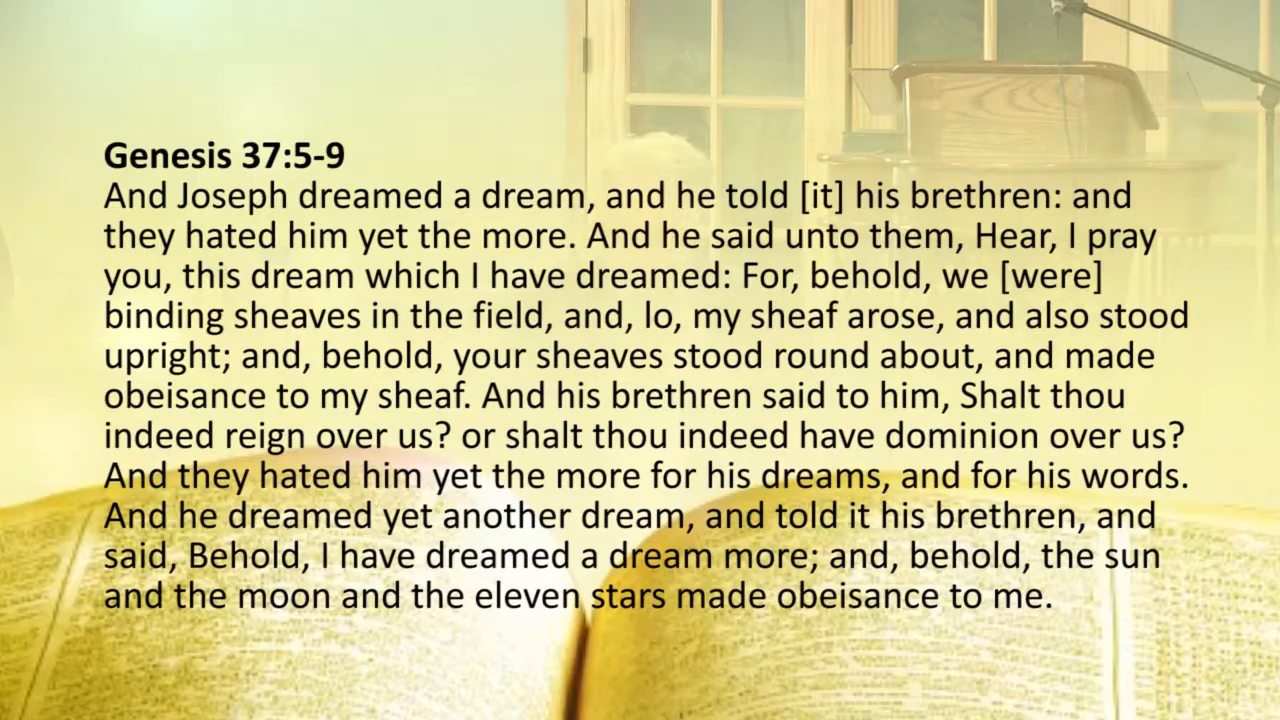 Genesis 37:5-9
And Joseph dreamed a dream, and he told [it] his brethren: and
they hated him yet the more. And he said unto them, Hear, I pray
you, this dream which I have dreamed: For, behold, we [were]
binding sheaves in the field, and, lo, my sheaf arose, and also stood
upright; and, behold, your sheaves stood round about, and made
obeisance to my sheaf. And his brethren said to him, Shalt thou
indeed reign over us? or shalt thou indeed have dominion over us?
And they hated him yet the more for his dreams, and for his words.
And he dreamed yet another dream, and told it his brethren, and
said, Behold, I have dreamed a dream more; and, behold, the sun
and the moon and the eleven stars made obeisance to me.